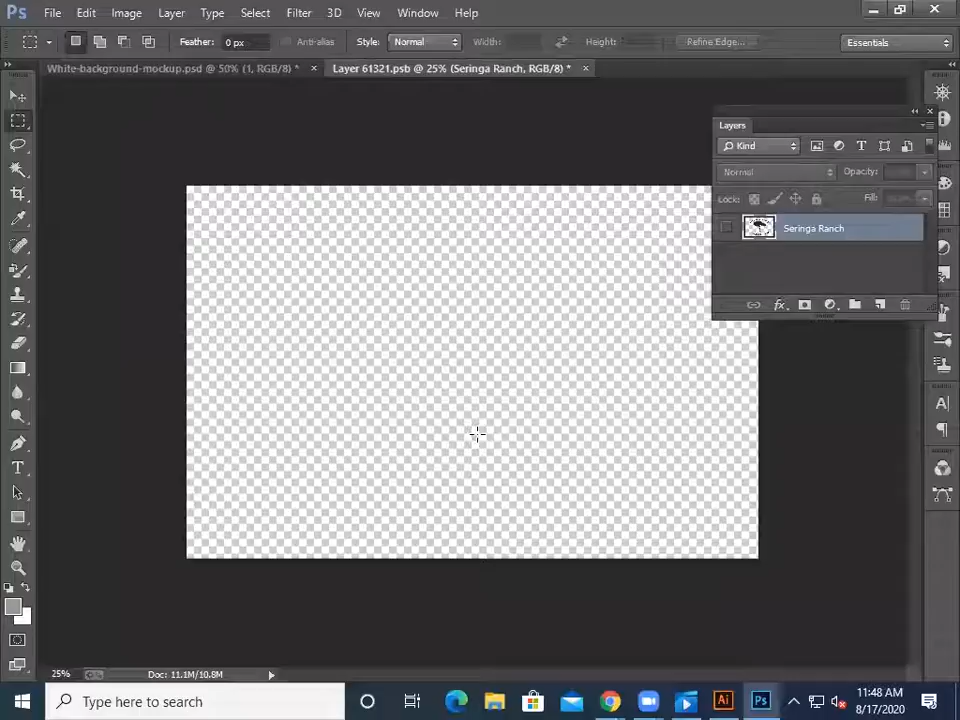 Ps File Edit Image Layer Type Select Filter 3D View Window Help
Feather: 0 px Anti-alias Style: Normal Width: Height: Refine Edge... Essentials
White-background-mockup.psd @ 50% (1, RGB/8) * × Layer 61321.psb @ 25% (Seringa Ranch, RGB/8) * ×
Layers
Kind
Normal Opacity:
Lock: Fill:
Seringa Ranch
fx
25% Doc: 11.1M/10.8M
Type here to search
Ai
Ps
11:48 AM
8/17/2020